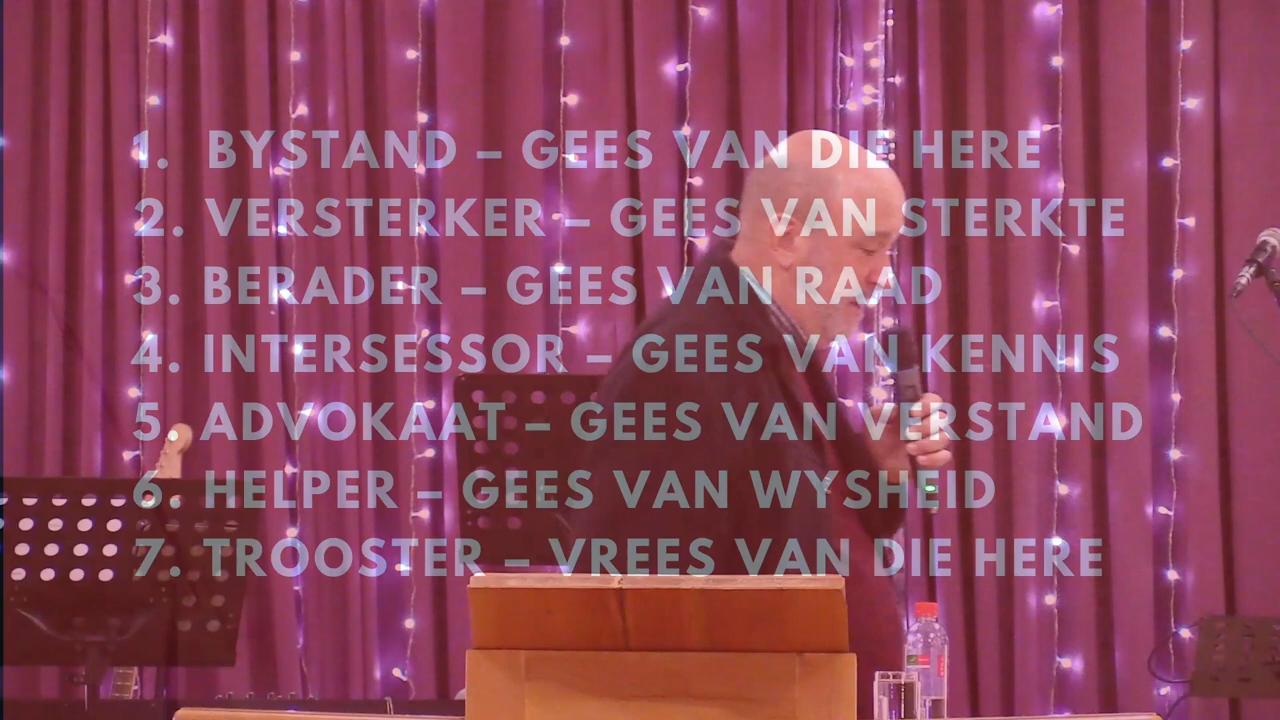 1. BYSTAND – GEES VAN DIE HERE
2. VERSTERKER – GEES VAN STERKTE
3. BERADER – GEES VAN RAAD
4. INTERSESSOR – GEES VAN KENNIS
5. ADVOKAAT – GEES VAN VERSTAND
6. HELPER – GEES VAN WYSHEID
7. TROOSTER – VREES VAN DIE HERE